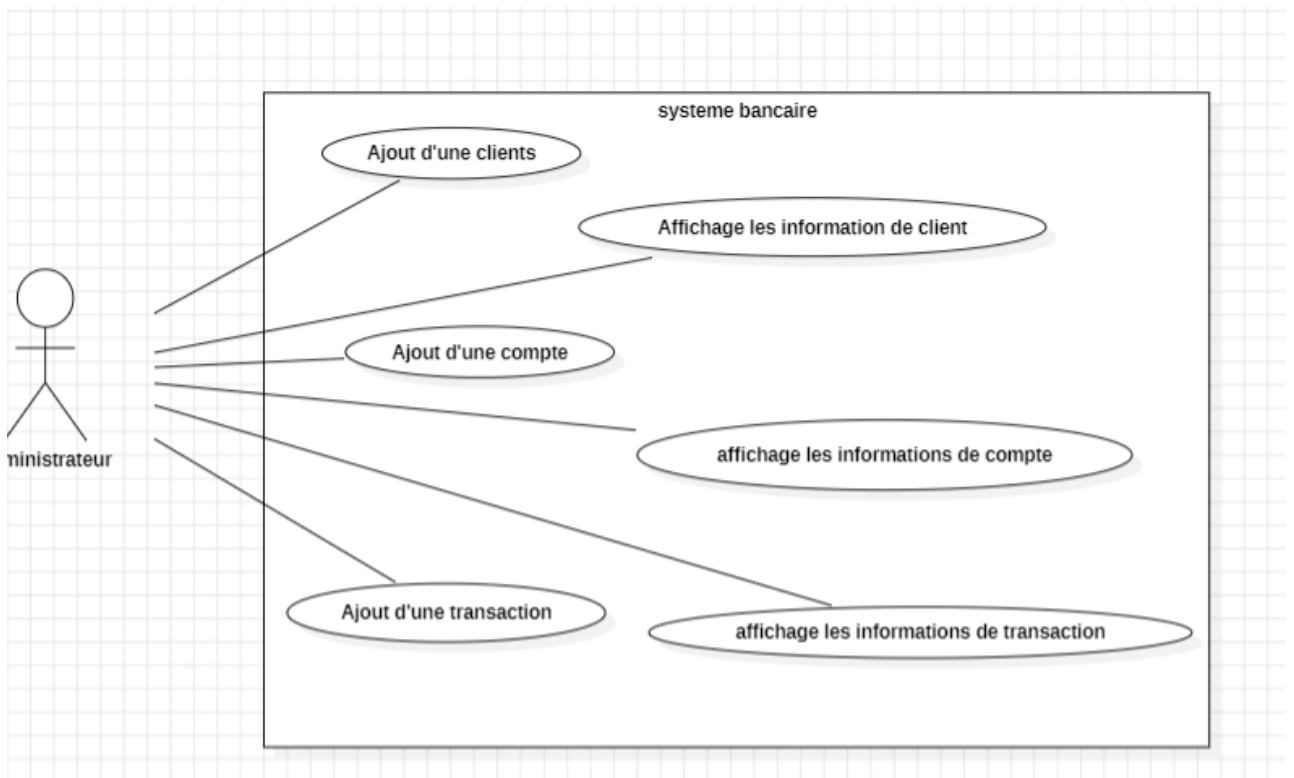 systeme bancaire
Ajout d'une clients
Affichage les information de client
Ajout d'une compte
affichage les informations de compte
ministrateur
Ajout d'une transaction
affichage les informations de transaction